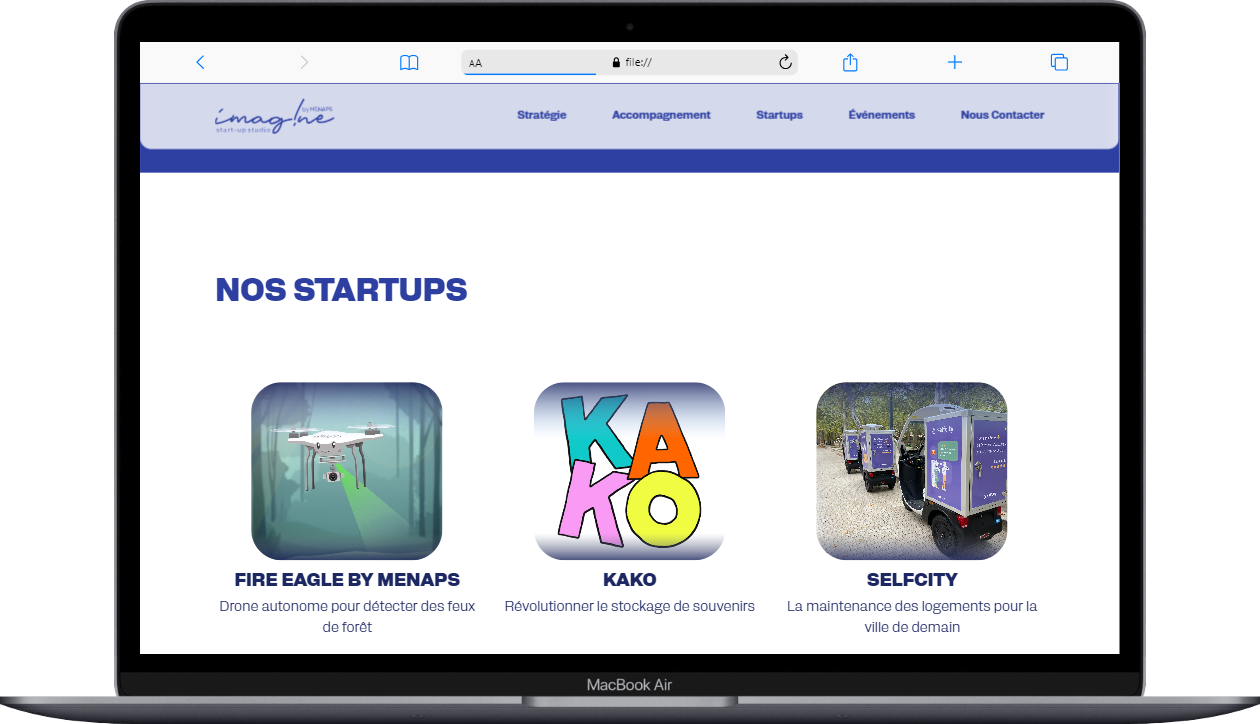 AA file://
imag!ne
by MENAPS
start-up studio
Stratégie Accompagnement Startups Événements Nous Contacter
NOS STARTUPS
KAKO
selfcity
FIRE EAGLE BY MENAPS
Drone autonome pour détecter des feux
de forêt
KAKO
Révolutionner le stockage de souvenirs
SELFCITY
La maintenance des logements pour la
ville de demain
MacBook Air